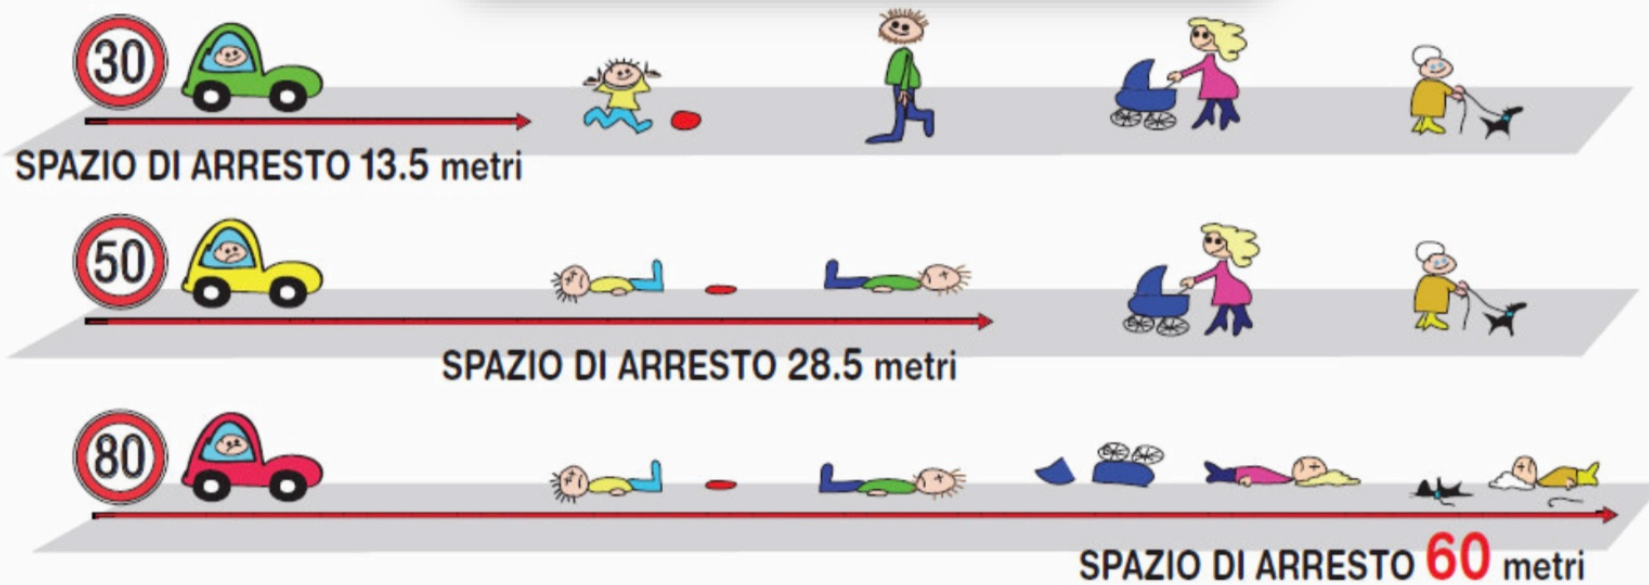 30
SPAZIO DI ARRESTO 13.5 metri
50
SPAZIO DI ARRESTO 28.5 metri
80
SPAZIO DI ARRESTO 60 metri